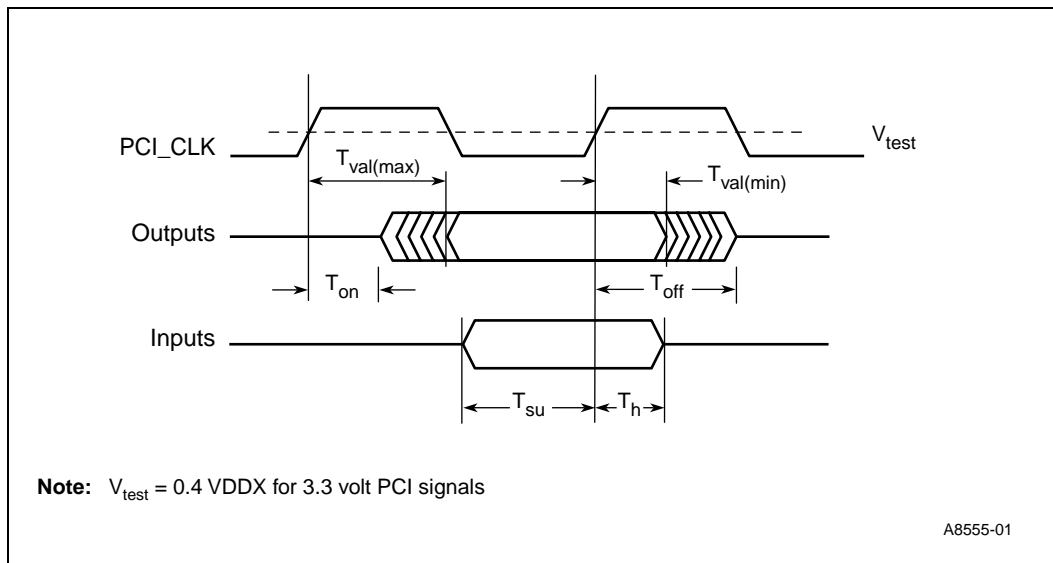 PCI_CLK
V_test
T_val(max)
T_val(min)
Outputs
T_on
T_off
Inputs
T_su
T_h
Note: V_test = 0.4 VDDX for 3.3 volt PCI signals
A8555-01